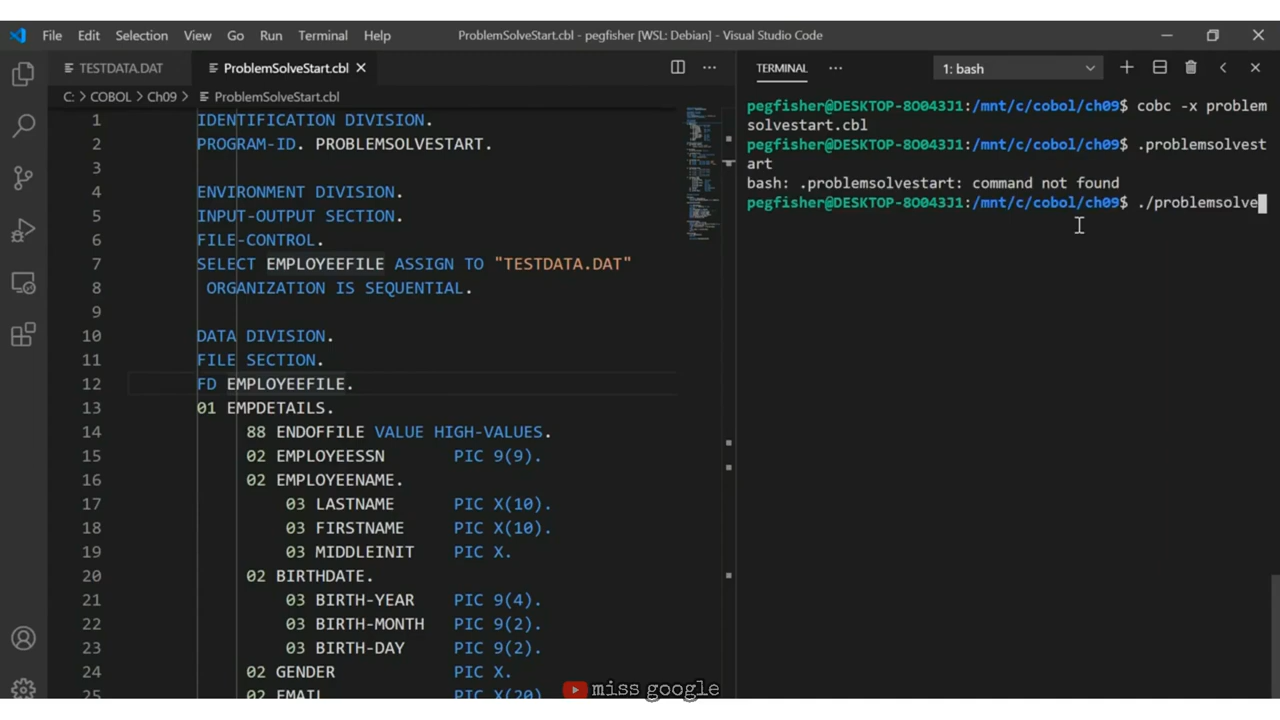 File Edit Selection View Go Run Terminal Help ProblemSolveStart.cbl - pegfisher [WSL: Debian] - Visual Studio Code
TESTDATA.DAT ProblemSolveStart.cbl
C: > COBOL > Ch09 > ProblemSolveStart.cbl
1 IDENTIFICATION DIVISION.
2 PROGRAM-ID. PROBLEMSOLVESTART.
3
4 ENVIRONMENT DIVISION.
5 INPUT-OUTPUT SECTION.
6 FILE-CONTROL.
7 SELECT EMPLOYEEFILE ASSIGN TO "TESTDATA.DAT"
8 ORGANIZATION IS SEQUENTIAL.
9
10 DATA DIVISION.
11 FILE SECTION.
12 FD EMPLOYEEFILE.
13 01 EMPDETAILS.
14 88 ENDOFFILE VALUE HIGH-VALUES.
15 02 EMPLOYEESSN PIC 9(9).
16 02 EMPLOYEENAME.
17 03 LASTNAME PIC X(10).
18 03 FIRSTNAME PIC X(10).
19 03 MIDDLEINIT PIC X.
20 02 BIRTHDATE.
21 03 BIRTH-YEAR PIC 9(4).
22 03 BIRTH-MONTH PIC 9(2).
23 03 BIRTH-DAY PIC 9(2).
24 02 GENDER PIC X.
25 02 EMAIL PIC X(20)
TERMINAL 1: bash
pegfisher@DESKTOP-8O043J1:/mnt/c/cobol/ch09$ cobc -x problem
solvestart.cbl
pegfisher@DESKTOP-8O043J1:/mnt/c/cobol/ch09$ .problemsolvest
art
bash: .problemsolvestart: command not found
pegfisher@DESKTOP-8O043J1:/mnt/c/cobol/ch09$ ./problemsolve
miss google